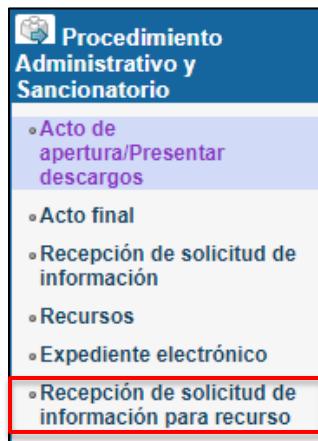 Procedimiento
Administrativo y
Sancionatorio
Acto de
apertura/Presentar
descargos
Acto final
Recepción de solicitud de
información
Recursos
Expediente electrónico
Recepción de solicitud de
información para recurso